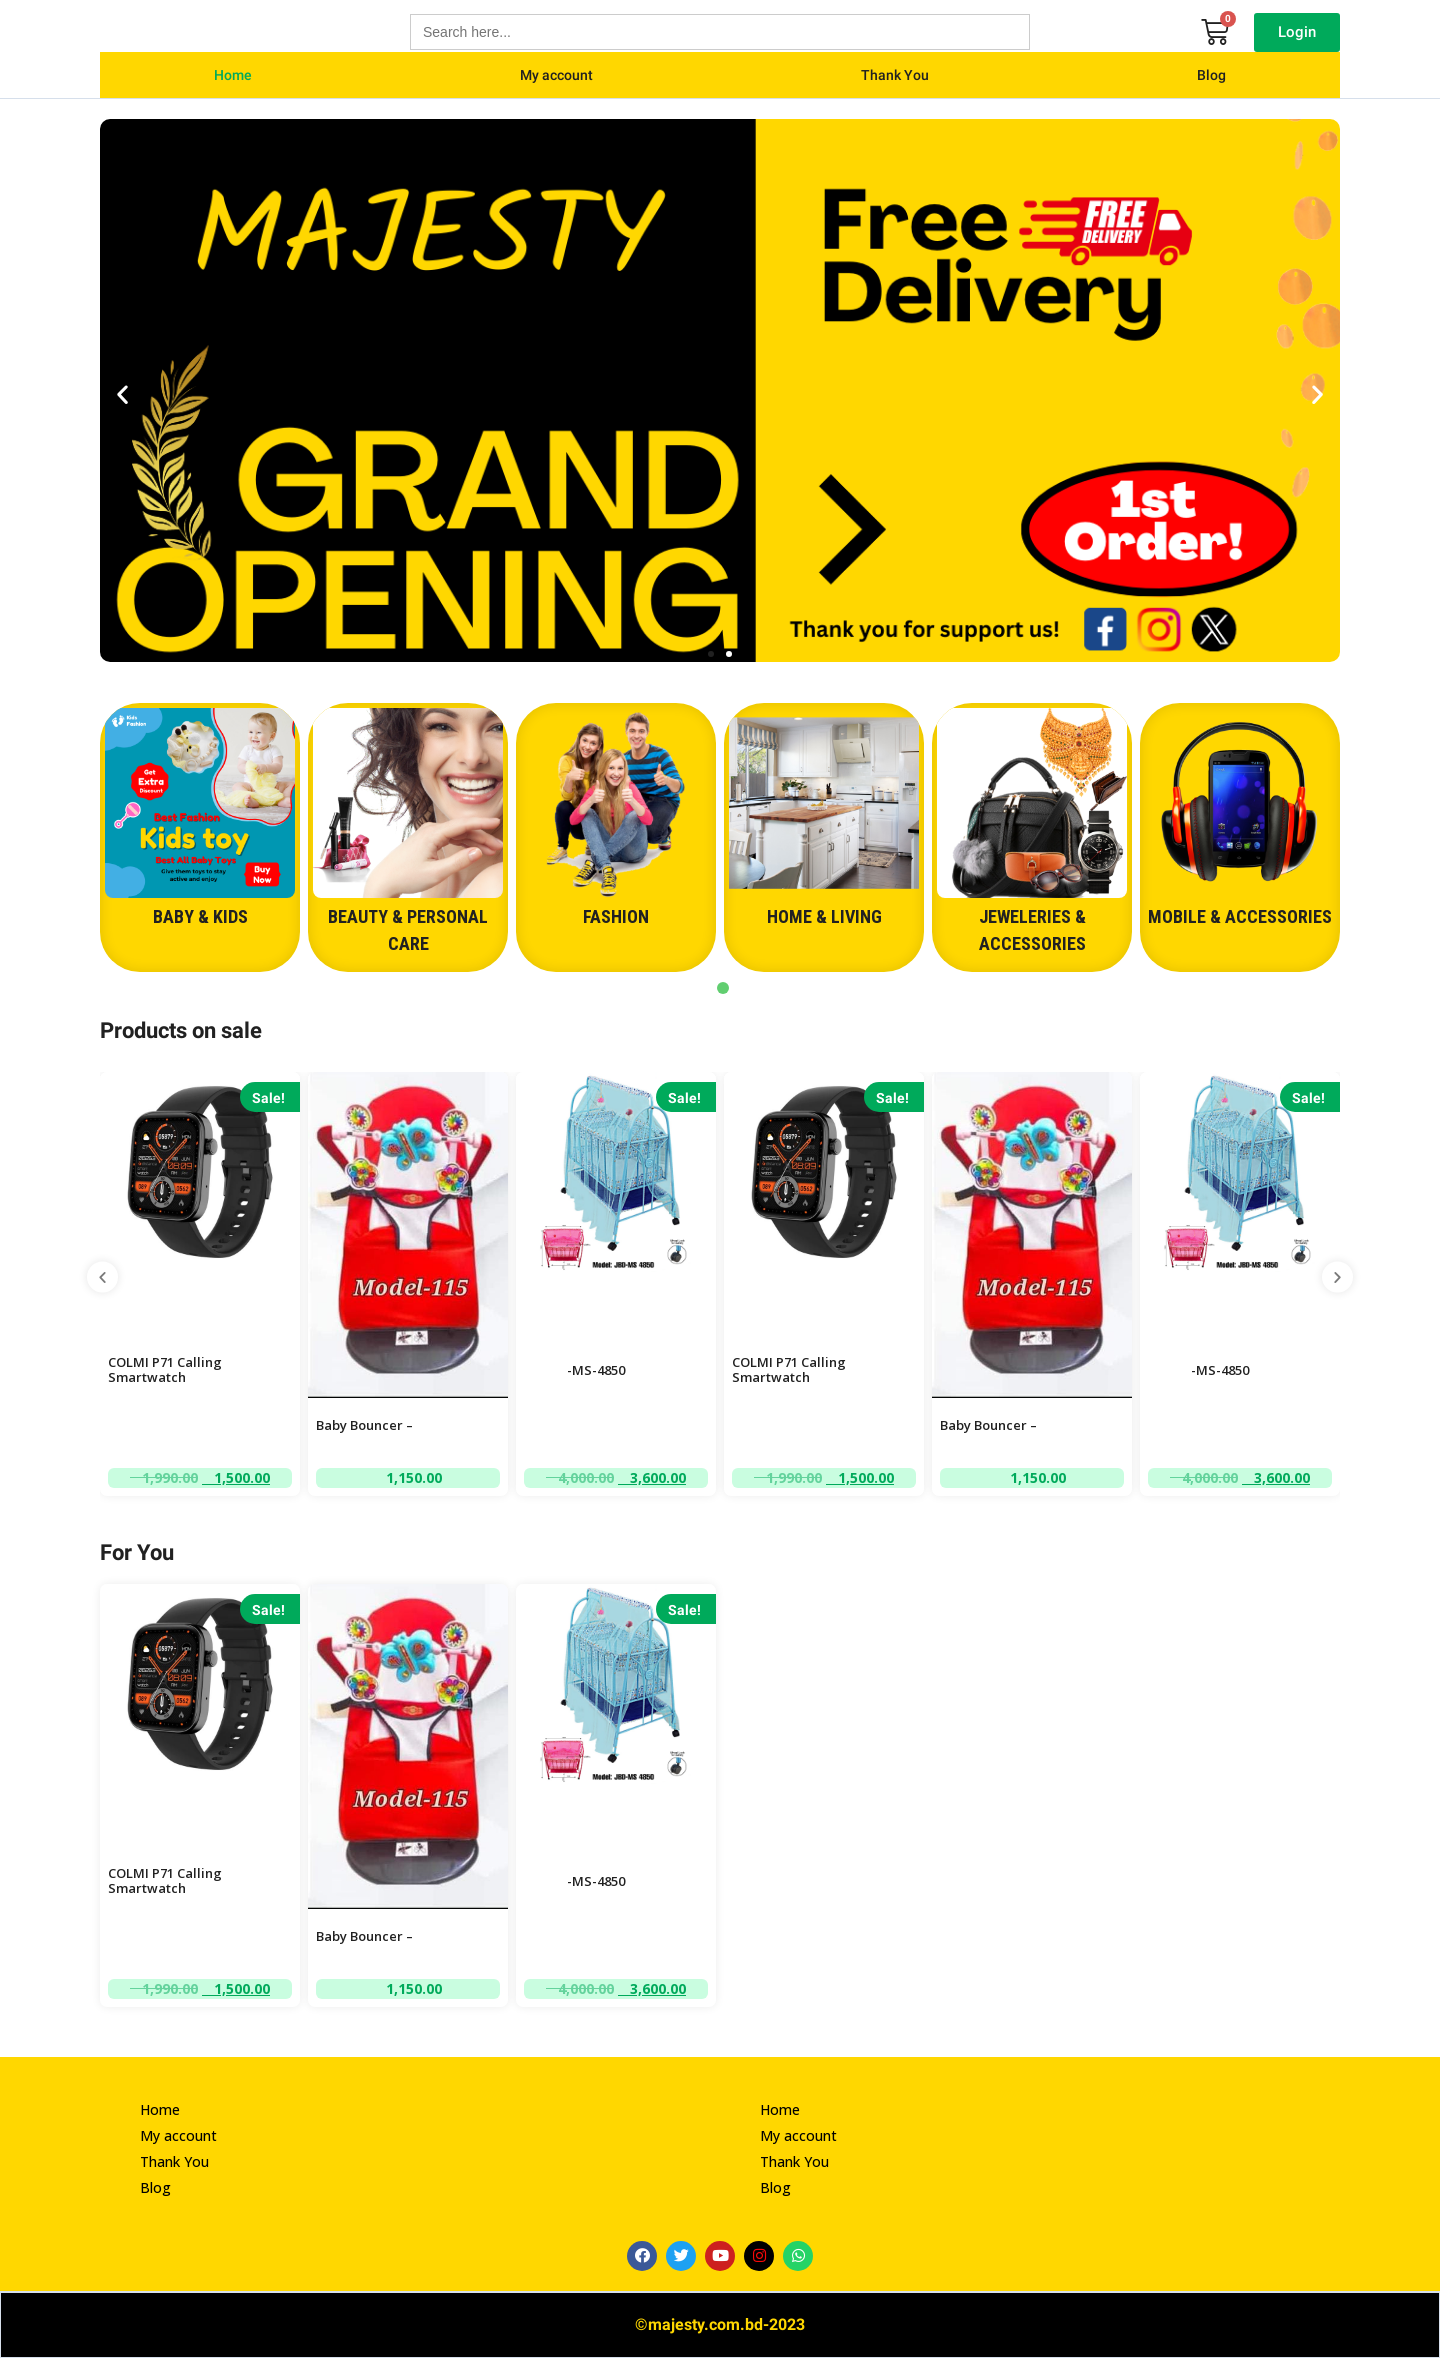 Search here...
0
Login
Home
My account
Thank You
Blog
MAJESTY
GRAND
OPENING
Free
Delivery
FREE
DELIVERY
1st
Order!
Thank you for support us!
Kids
Fashion
Get
Extra
Discount
Best Fashion
Kids toy
Best All Baby Toys
Give them toys to stay
active and enjoy
Buy
Now
BABY & KIDS
BEAUTY & PERSONAL
CARE
FASHION
HOME & LIVING
JEWELERIES &
ACCESSORIES
MOBILE & ACCESSORIES
Products on sale
Sale!
COLMI P71 Calling
Smartwatch
1,990.00 1,500.00
Model-115
Baby Bouncer –
1,150.00
Sale!
Model: JBD-MS 4850
-MS-4850
4,000.00 3,600.00
Sale!
COLMI P71 Calling
Smartwatch
1,990.00 1,500.00
Model-115
Baby Bouncer –
1,150.00
Sale!
Model: JBD-MS 4850
-MS-4850
4,000.00 3,600.00
For You
Sale!
COLMI P71 Calling
Smartwatch
1,990.00 1,500.00
Model-115
Baby Bouncer –
1,150.00
Sale!
Model: JBD-MS 4850
-MS-4850
4,000.00 3,600.00
Home
My account
Thank You
Blog
Home
My account
Thank You
Blog
©majesty.com.bd-2023